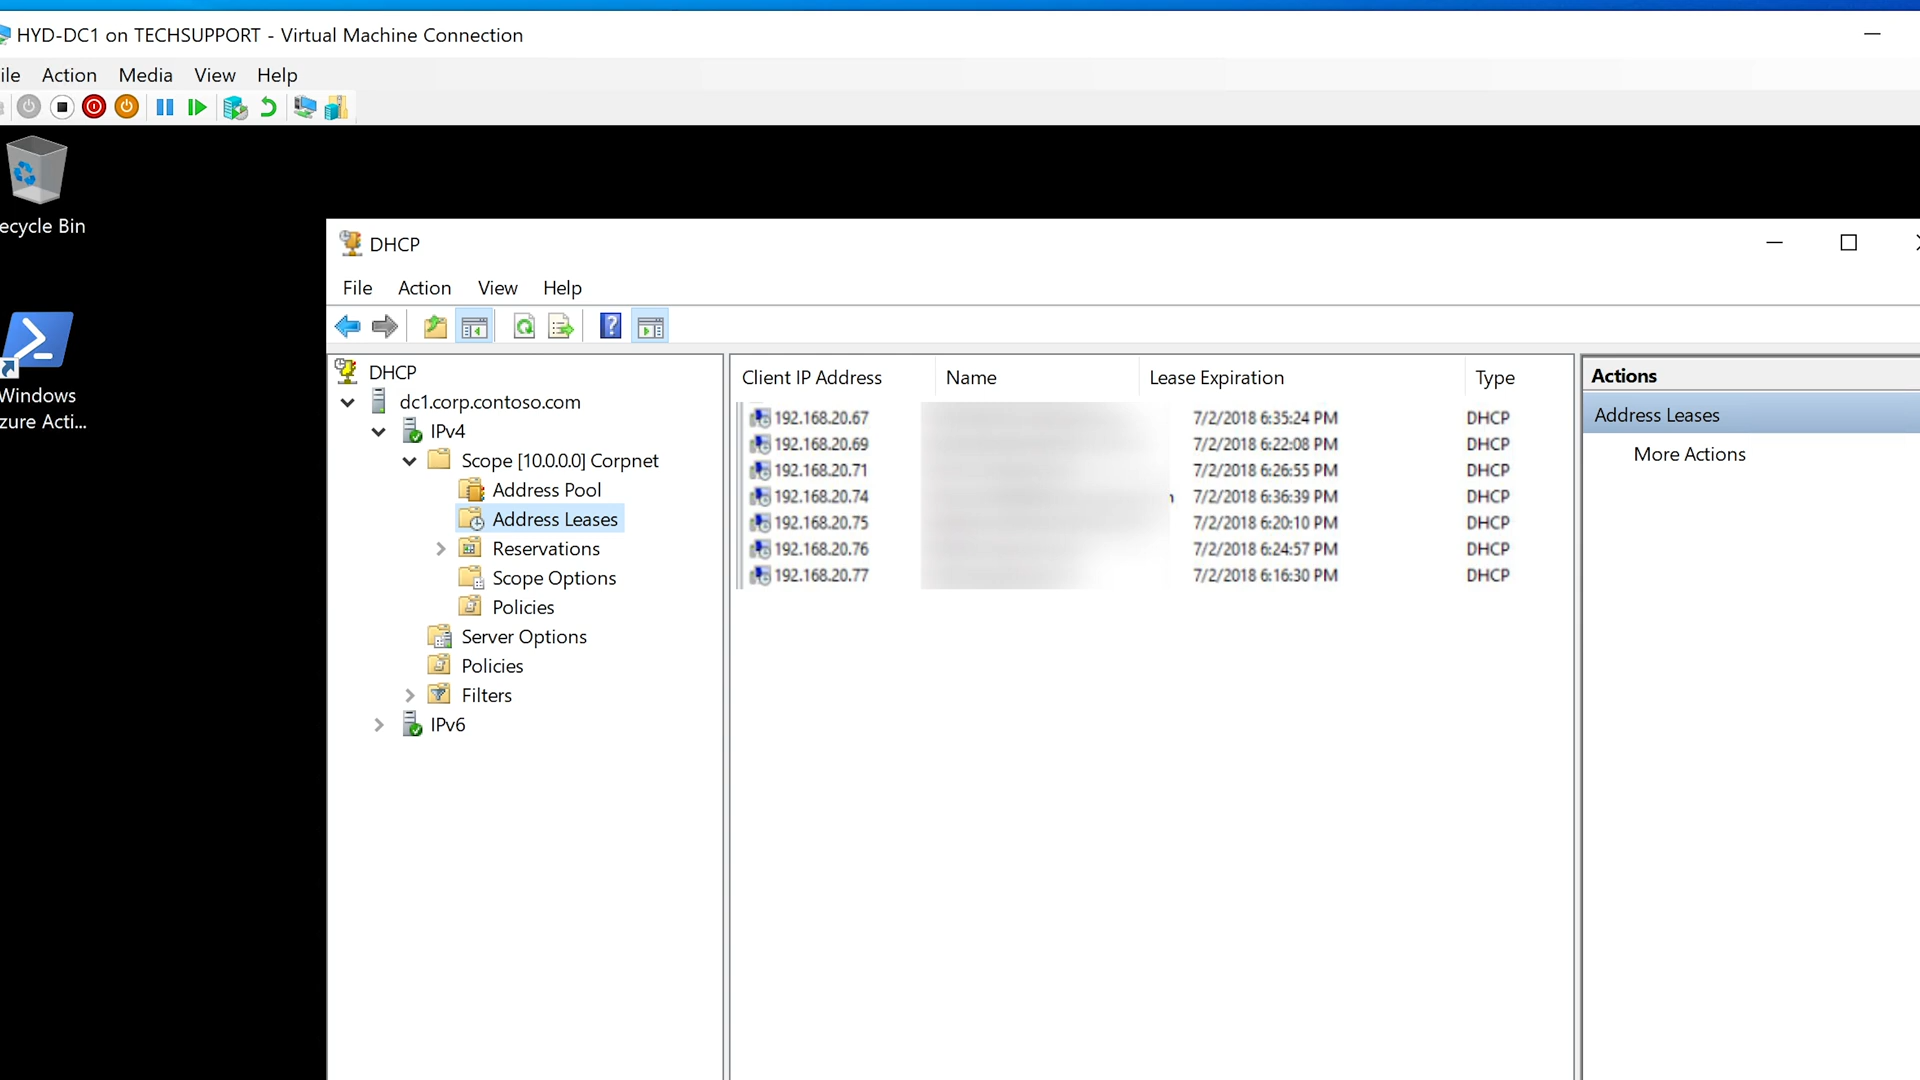 HYD-DC1 on TECHSUPPORT - Virtual Machine Connection
ile Action Media View Help
ecycle Bin
Windows
zure Acti...
DHCP
File Action View Help
DHCP
dc1.corp.contoso.com
IPv4
Scope [10.0.0.0] Corpnet
Address Pool
Address Leases
Reservations
Scope Options
Policies
Server Options
Policies
Filters
IPv6
Client IP Address Name Lease Expiration Type
192.168.20.67 7/2/2018 6:35:24 PM DHCP
192.168.20.69 7/2/2018 6:22:08 PM DHCP
192.168.20.71 7/2/2018 6:26:55 PM DHCP
192.168.20.74 7/2/2018 6:36:39 PM DHCP
192.168.20.75 7/2/2018 6:20:10 PM DHCP
192.168.20.76 7/2/2018 6:24:57 PM DHCP
192.168.20.77 7/2/2018 6:16:30 PM DHCP
Actions
Address Leases
More Actions